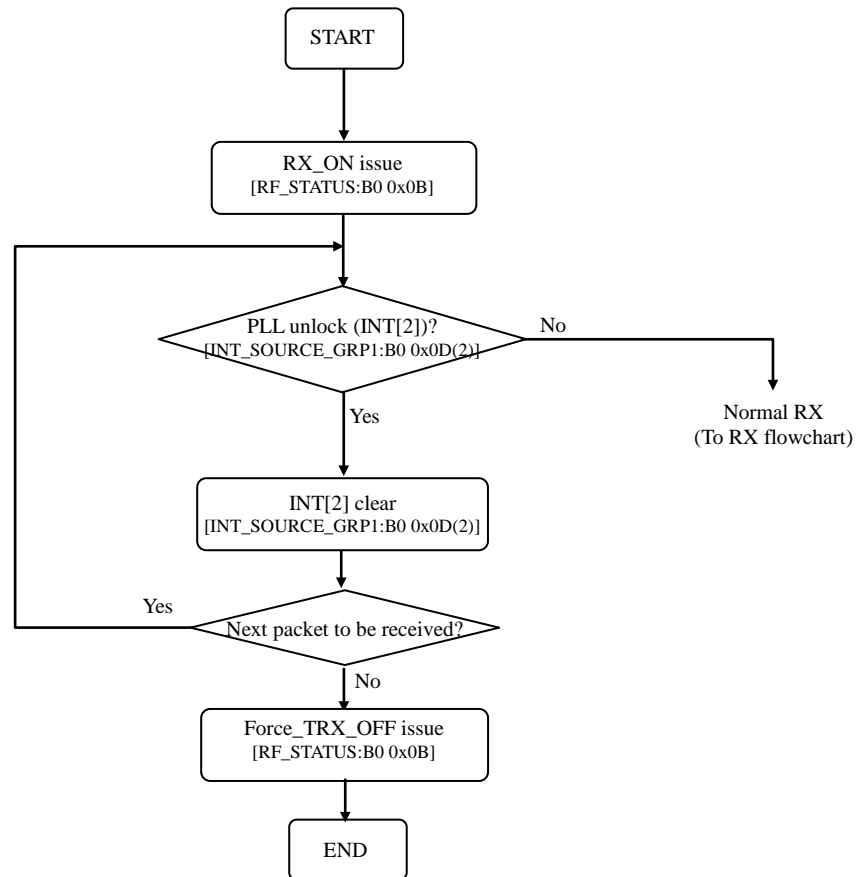 START
RX_ON issue
[RF_STATUS:B0 0x0B]
PLL unlock (INT[2])?
[INT_SOURCE_GRP1:B0 0x0D(2)]
No
Normal RX
(To RX flowchart)
Yes
INT[2] clear
[INT_SOURCE_GRP1:B0 0x0D(2)]
Yes
Next packet to be received?
No
Force_TRX_OFF issue
[RF_STATUS:B0 0x0B]
END